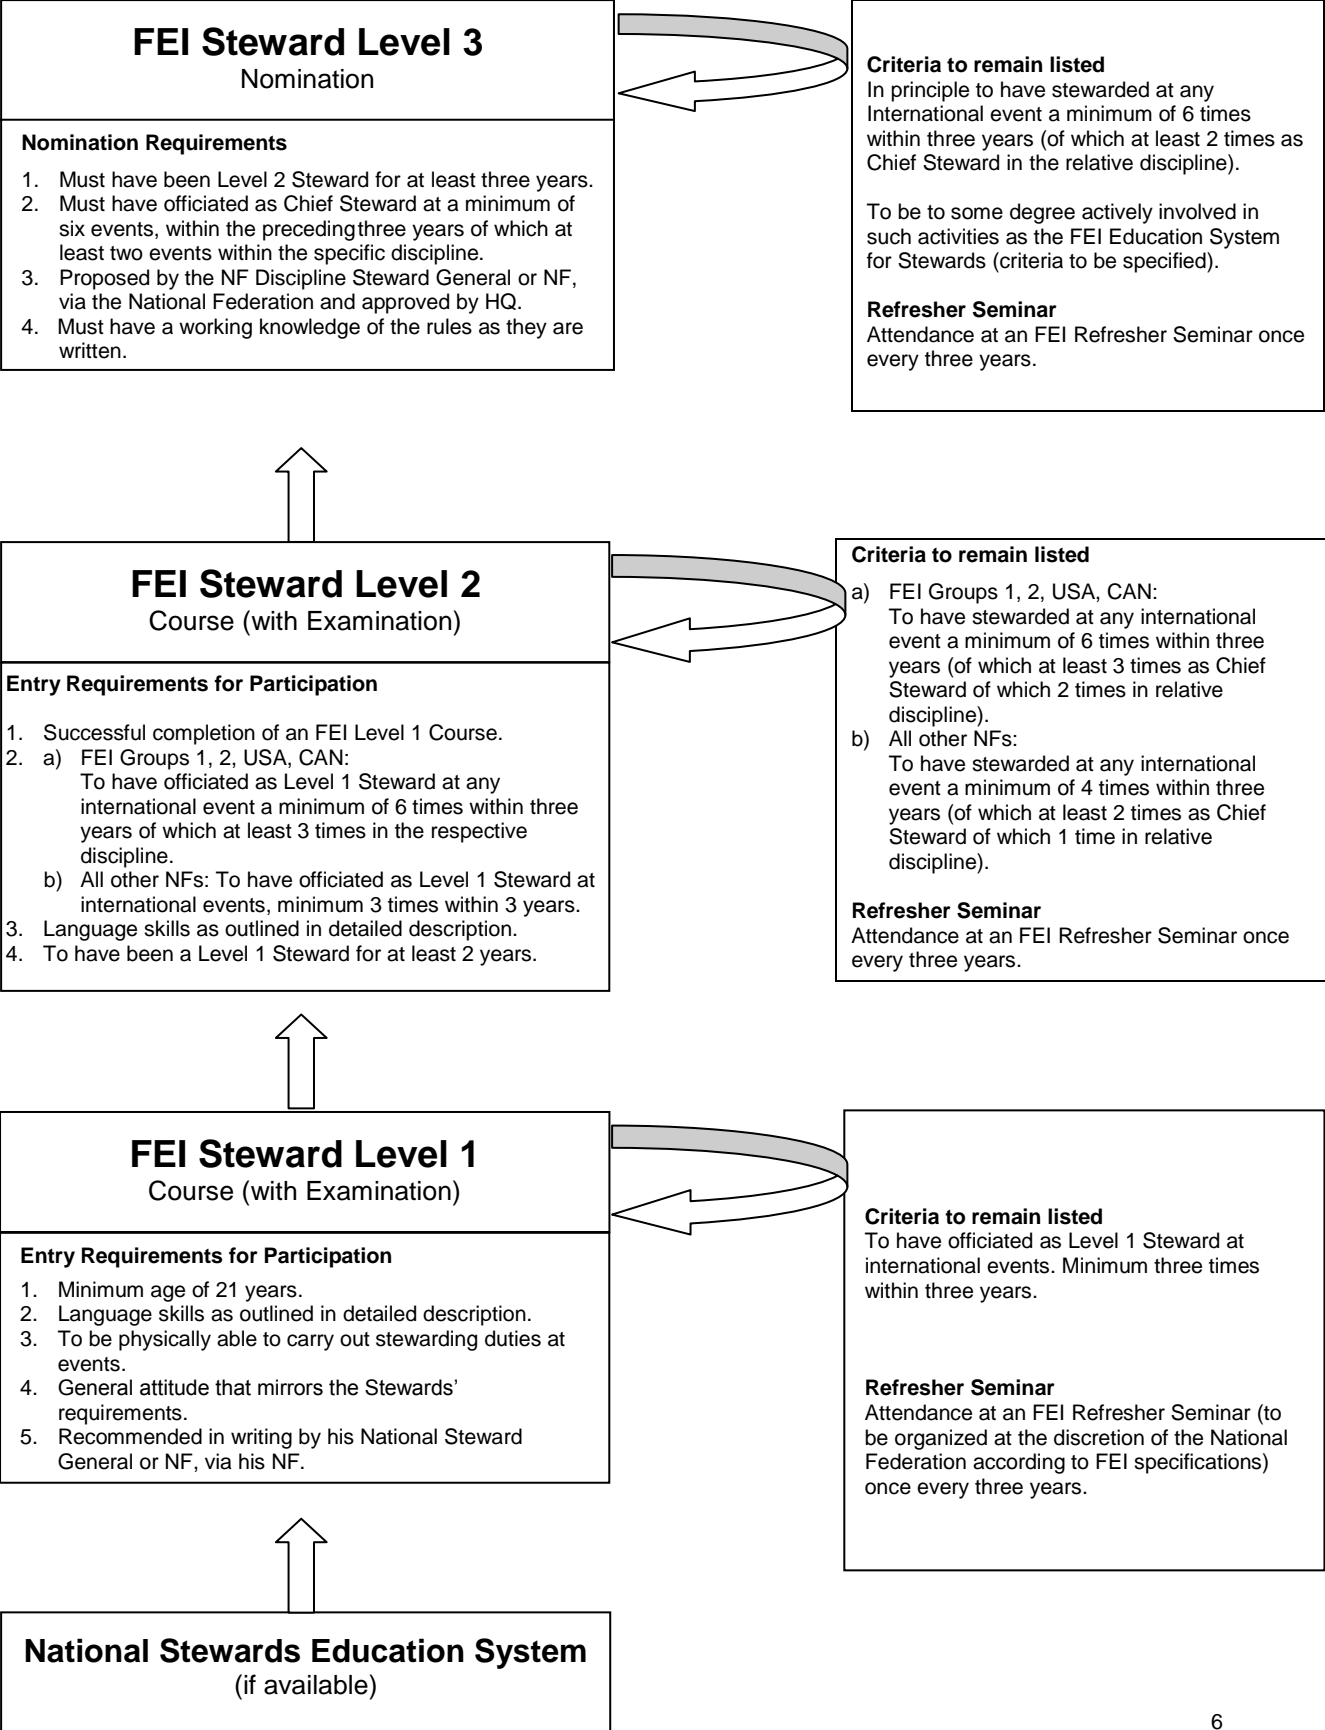 FEI Steward Level 3
Nomination
Nomination Requirements
1. Must have been Level 2 Steward for at least three years.
2. Must have officiated as Chief Steward at a minimum of
six events, within the preceding three years of which at
least two events within the specific discipline.
3. Proposed by the NF Discipline Steward General or NF,
via the National Federation and approved by HQ.
4. Must have a working knowledge of the rules as they are
written.
Criteria to remain listed
In principle to have stewarded at any
International event a minimum of 6 times
within three years (of which at least 2 times as
Chief Steward in the relative discipline).
To be to some degree actively involved in
such activities as the FEI Education System
for Stewards (criteria to be specified).
Refresher Seminar
Attendance at an FEI Refresher Seminar once
every three years.
FEI Steward Level 2
Course (with Examination)
Entry Requirements for Participation
1. Successful completion of an FEI Level 1 Course.
2. a) FEI Groups 1, 2, USA, CAN:
To have officiated as Level 1 Steward at any
international event a minimum of 6 times within three
years of which at least 3 times in the respective
discipline.
b) All other NFs: To have officiated as Level 1 Steward at
international events, minimum 3 times within 3 years.
3. Language skills as outlined in detailed description.
4. To have been a Level 1 Steward for at least 2 years.
Criteria to remain listed
a) FEI Groups 1, 2, USA, CAN:
To have stewarded at any international
event a minimum of 6 times within three
years (of which at least 3 times as Chief
Steward of which 2 times in relative
discipline).
b) All other NFs:
To have stewarded at any international
event a minimum of 4 times within three
years (of which at least 2 times as Chief
Steward of which 1 time in relative
discipline).
Refresher Seminar
Attendance at an FEI Refresher Seminar once
every three years.
FEI Steward Level 1
Course (with Examination)
Entry Requirements for Participation
1. Minimum age of 21 years.
2. Language skills as outlined in detailed description.
3. To be physically able to carry out stewarding duties at
events.
4. General attitude that mirrors the Stewards’
requirements.
5. Recommended in writing by his National Steward
General or NF, via his NF.
Criteria to remain listed
To have officiated as Level 1 Steward at
international events. Minimum three times
within three years.
Refresher Seminar
Attendance at an FEI Refresher Seminar (to
be organized at the discretion of the National
Federation according to FEI specifications)
once every three years.
National Stewards Education System
(if available)
6